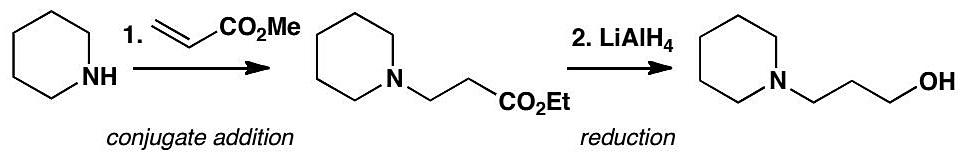 1. CO2Me
NH
conjugate addition
N
CO2Et
2. LiAlH4
reduction
N
OH